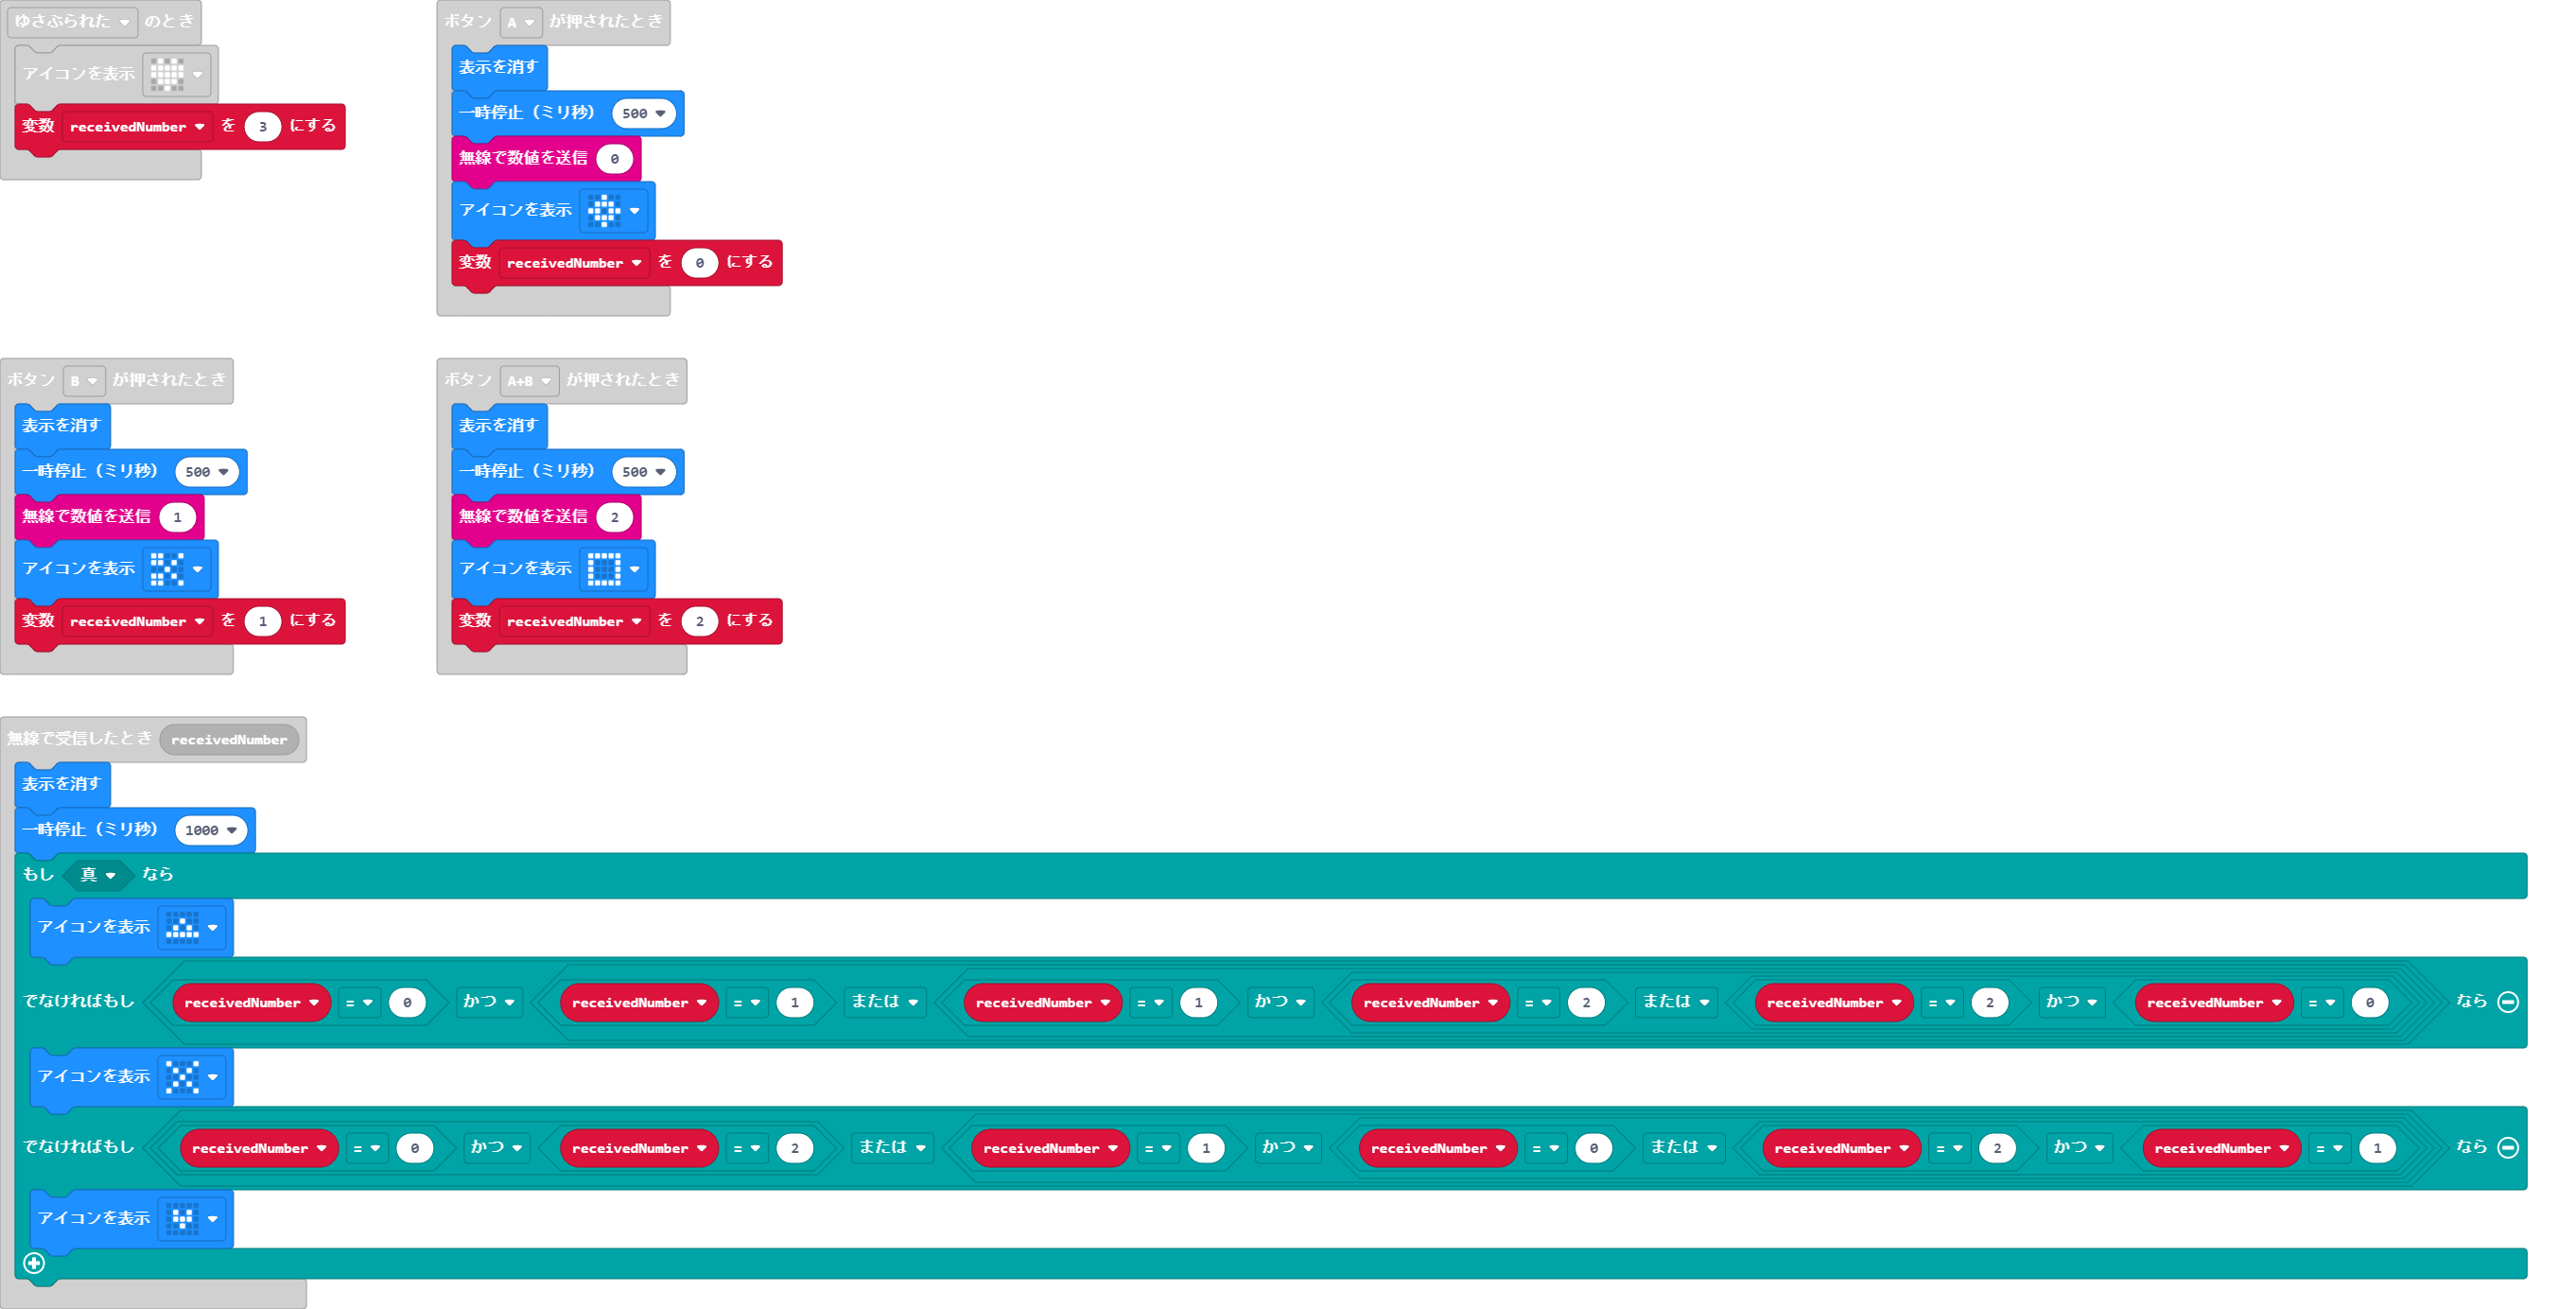 ゆさぶられた のとき
アイコンを表示
変数 receivedNumber を 3 にする
ボタン A が押されたとき
表示を消す
一時停止（ミリ秒） 500
無線で数値を送信 0
アイコンを表示
変数 receivedNumber を 0 にする
ボタン B が押されたとき
表示を消す
一時停止（ミリ秒） 500
無線で数値を送信 1
アイコンを表示
変数 receivedNumber を 1 にする
ボタン A+B が押されたとき
表示を消す
一時停止（ミリ秒） 500
無線で数値を送信 2
アイコンを表示
変数 receivedNumber を 2 にする
無線で受信したとき receivedNumber
表示を消す
一時停止（ミリ秒） 1000
もし 真 なら
アイコンを表示
でなければもし receivedNumber = 0 かつ receivedNumber = 1 または receivedNumber = 1 かつ receivedNumber = 2 または receivedNumber = 2 かつ receivedNumber = 0 なら
アイコンを表示
でなければもし receivedNumber = 0 かつ receivedNumber = 2 または receivedNumber = 1 かつ receivedNumber = 0 または receivedNumber = 2 かつ receivedNumber = 1 なら
アイコンを表示